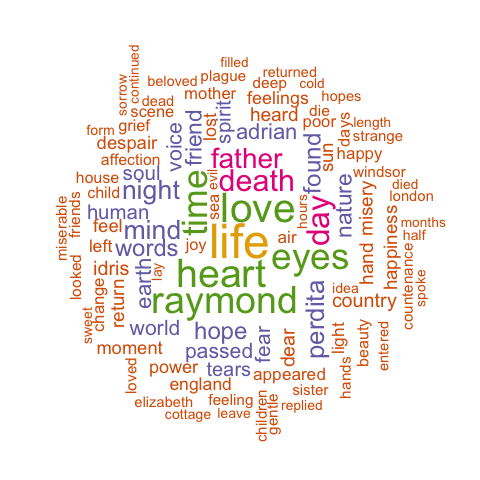 filled
returned
continued
plague
beloved
deep
cold
mother
feelings
hopes
sorrow
dead
scene
heard
die
poor
length
form
grief
lost
spirit
adrian
days
strange
despair
voice
friend
sun
happy
affection
father
found
house
soul
evil
death
windsor
child
night
time
sea
love
day
nature
died
london
human
hours
misery
hand
happiness
months
miserable
friends
feel
mind
life
half
left
words
joy
air
eyes
countenance
looked
idris
earth
lay
heart
idea
spoke
change
return
raymond
perdita
country
sweet
world
hope
fear
light
beauty
entered
moment
passed
dear
loved
power
tears
appeared
hands
england
sister
elizabeth
feeling
children
gentle
replied
cottage
leave